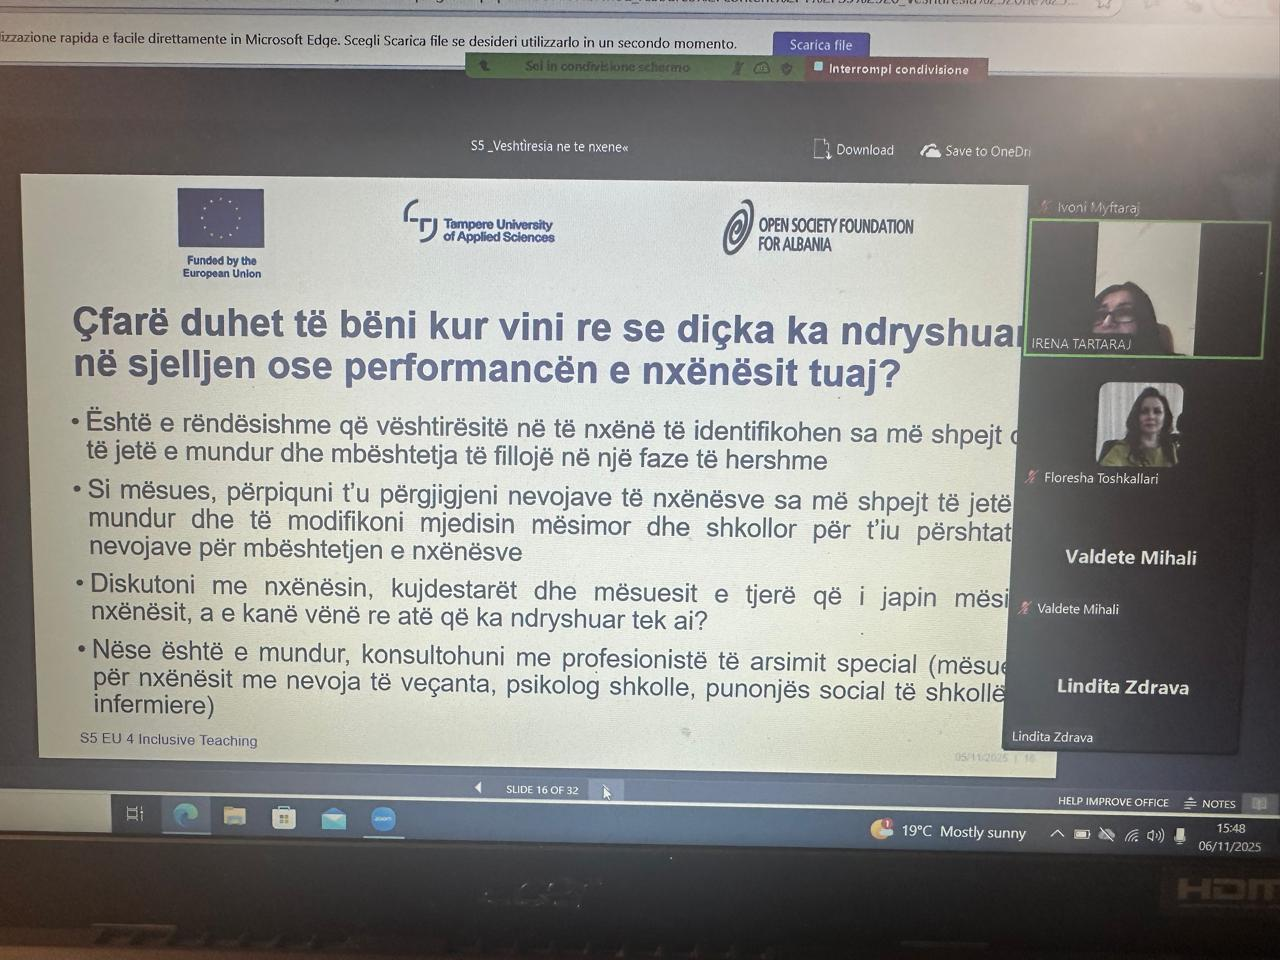 izzazione rapida e facile direttamente in Microsoft Edge. Scegli Scarica file se desideri utilizzarlo in un secondo momento.
Scarica file
Sei in condivisione schermo
Interrompi condivisione
S5 _Veshtiresia ne te nxene«
Download
Save to OneDri
Funded by the
European Union
Tampere University
of Applied Sciences
OPEN SOCIETY FOUNDATION
FOR ALBANIA
Çfarë duhet të bëni kur vini re se diçka ka ndryshuar
në sjelljen ose performancën e nxënësit tuaj?
• Është e rëndësishme që vështirësitë në të nxënë të identifikohen sa më shpejt
të jetë e mundur dhe mbështetja të fillojë në një faze të hershme
• Si mësues, përpiquni t'u përgjigjeni nevojave të nxënësve sa më shpejt të jetë
mundur dhe të modifikoni mjedisin mësimor dhe shkollor për t'iu përshtat
nevojave për mbështetjen e nxënësve
• Diskutoni me nxënësin, kujdestarët dhe mësuesit e tjerë që i japin mësi
nxënësit, a e kanë vënë re atë që ka ndryshuar tek ai?
• Nëse është e mundur, konsultohuni me profesionistë të arsimit special (mësue
për nxënësit me nevoja të veçanta, psikolog shkolle, punonjës social të shkollë
infermiere)
S5 EU 4 Inclusive Teaching
05/11/2025 | 16
Ivoni Myftaraj
IRENA TARTARAJ
Floresha Toshkallari
Valdete Mihali
Valdete Mihali
Lindita Zdrava
Lindita Zdrava
SLIDE 16 OF 32
HELP IMPROVE OFFICE
NOTES
zoom
1
19°C Mostly sunny
15:48
06/11/2025
HDMI